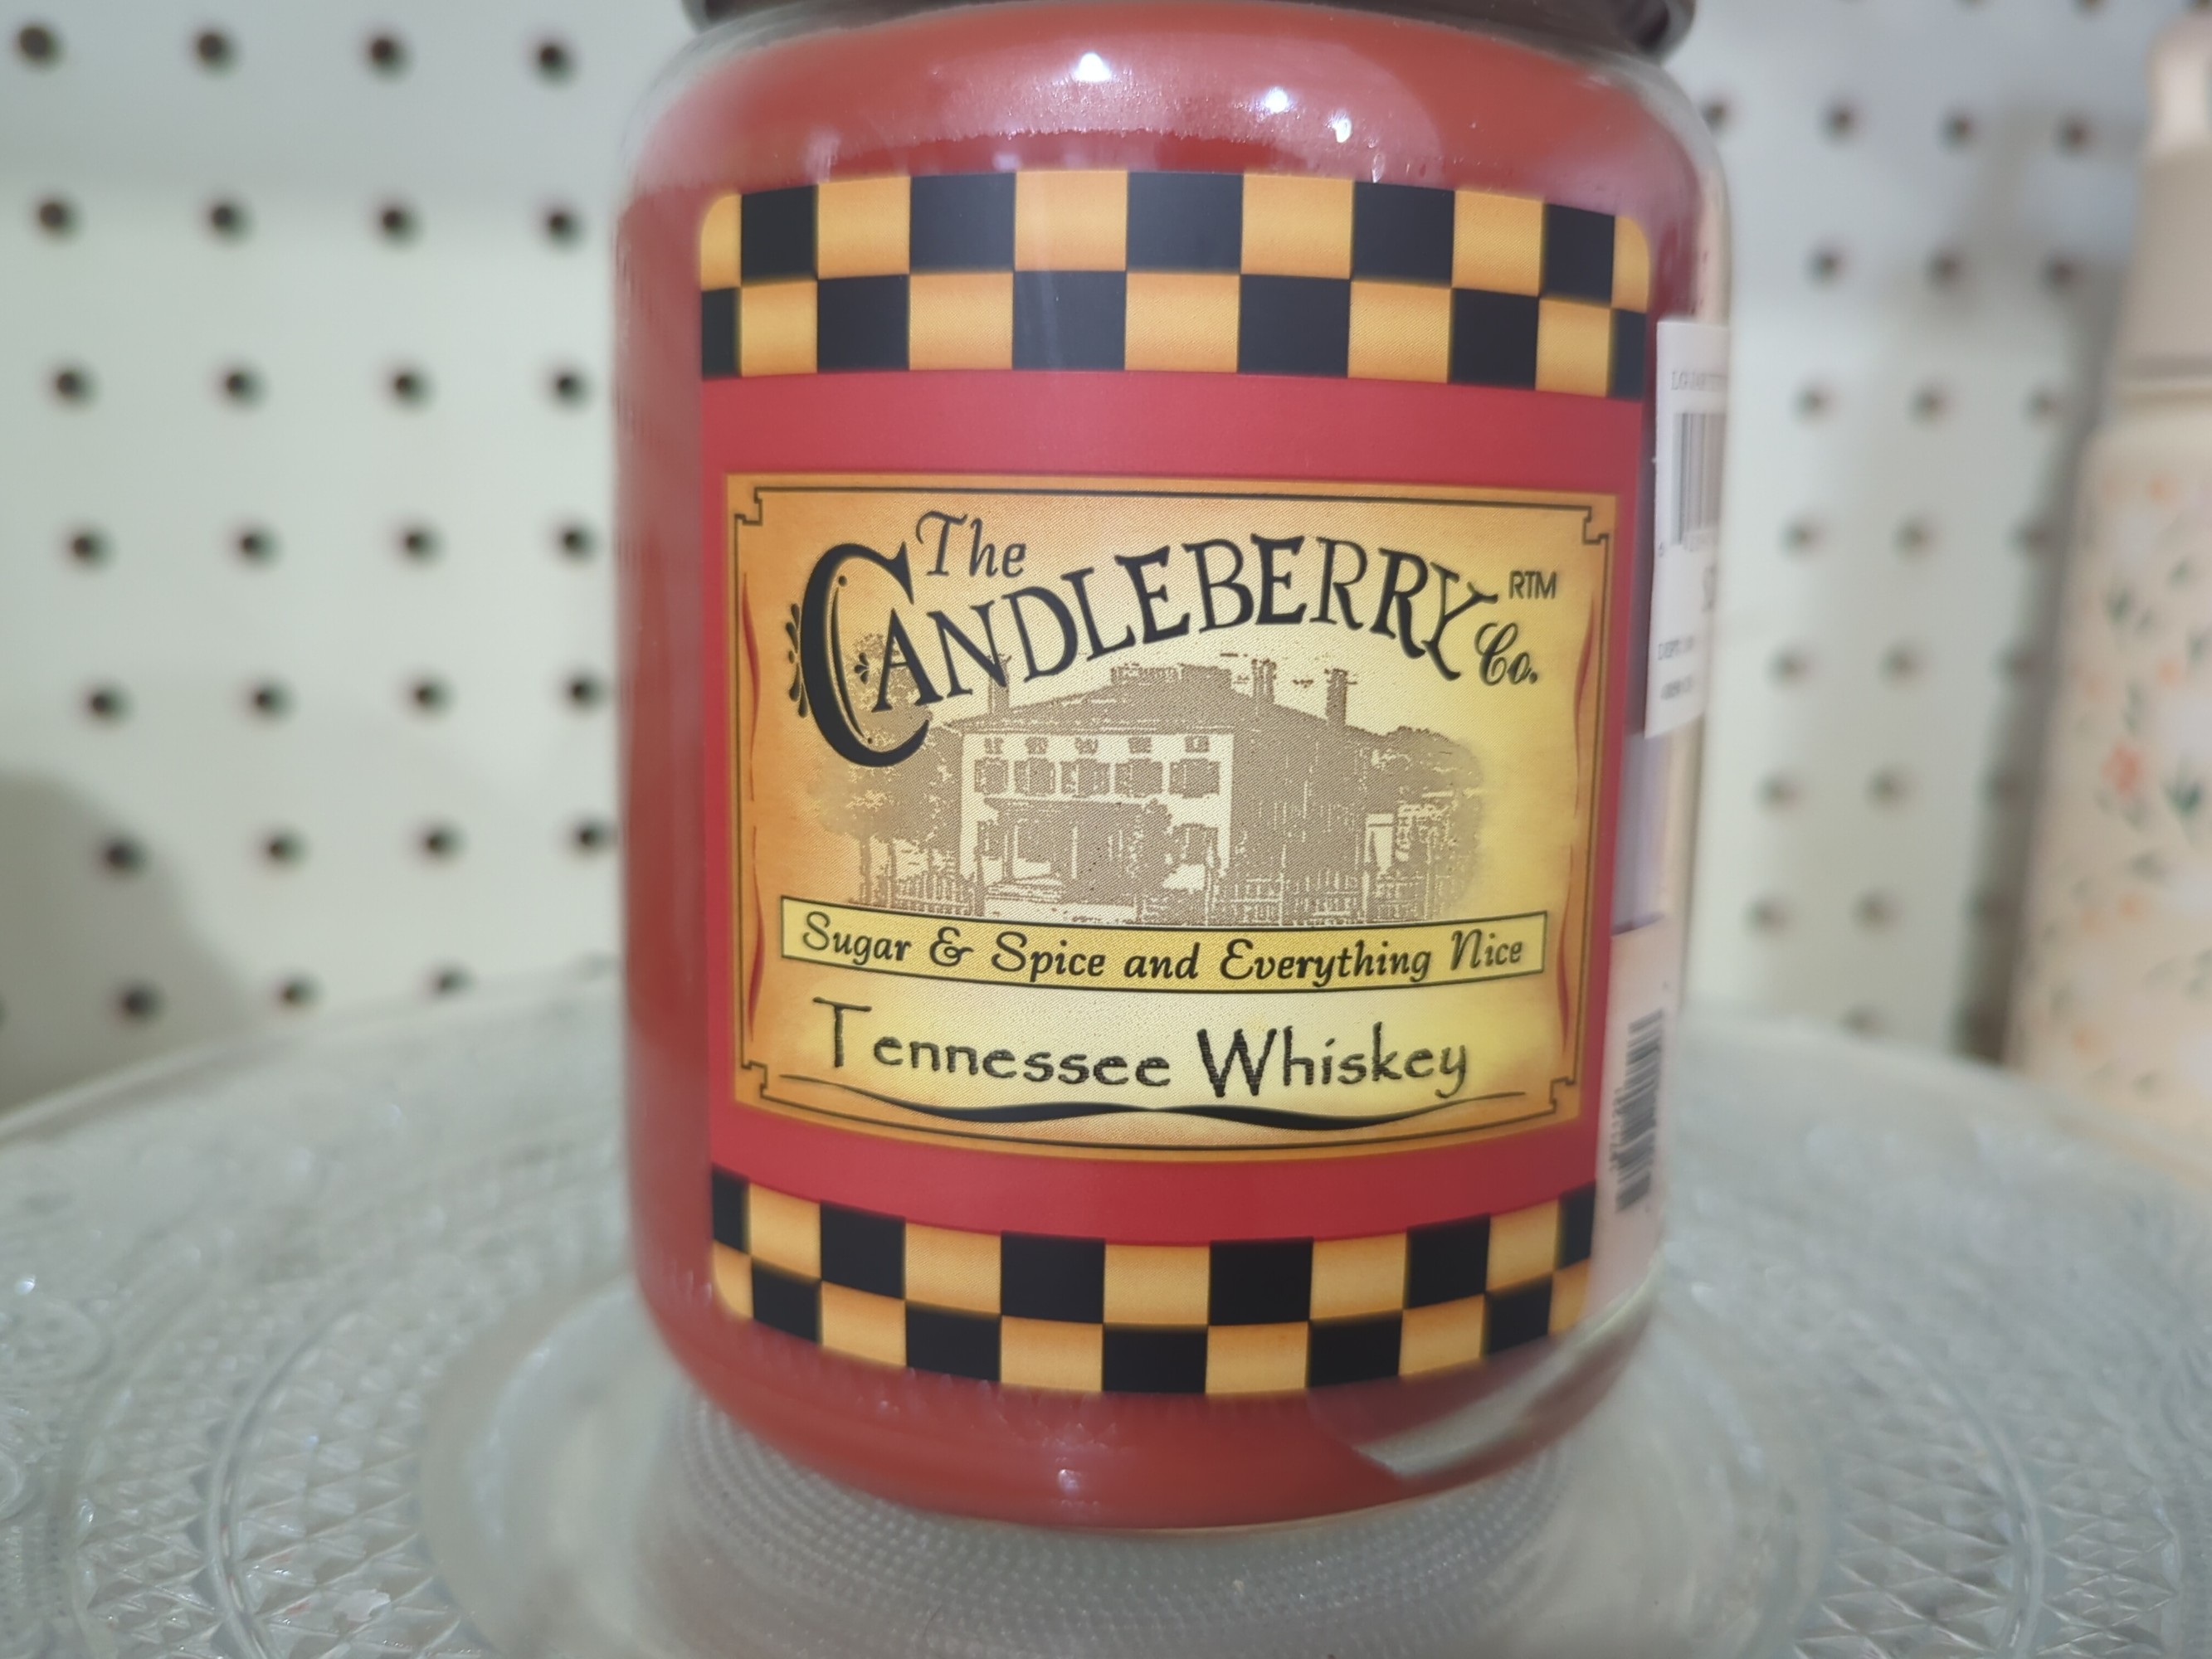 The
CANDLEBERRY RTM
Co.
Sugar & Spice and Everything Nice
Tennessee Whiskey